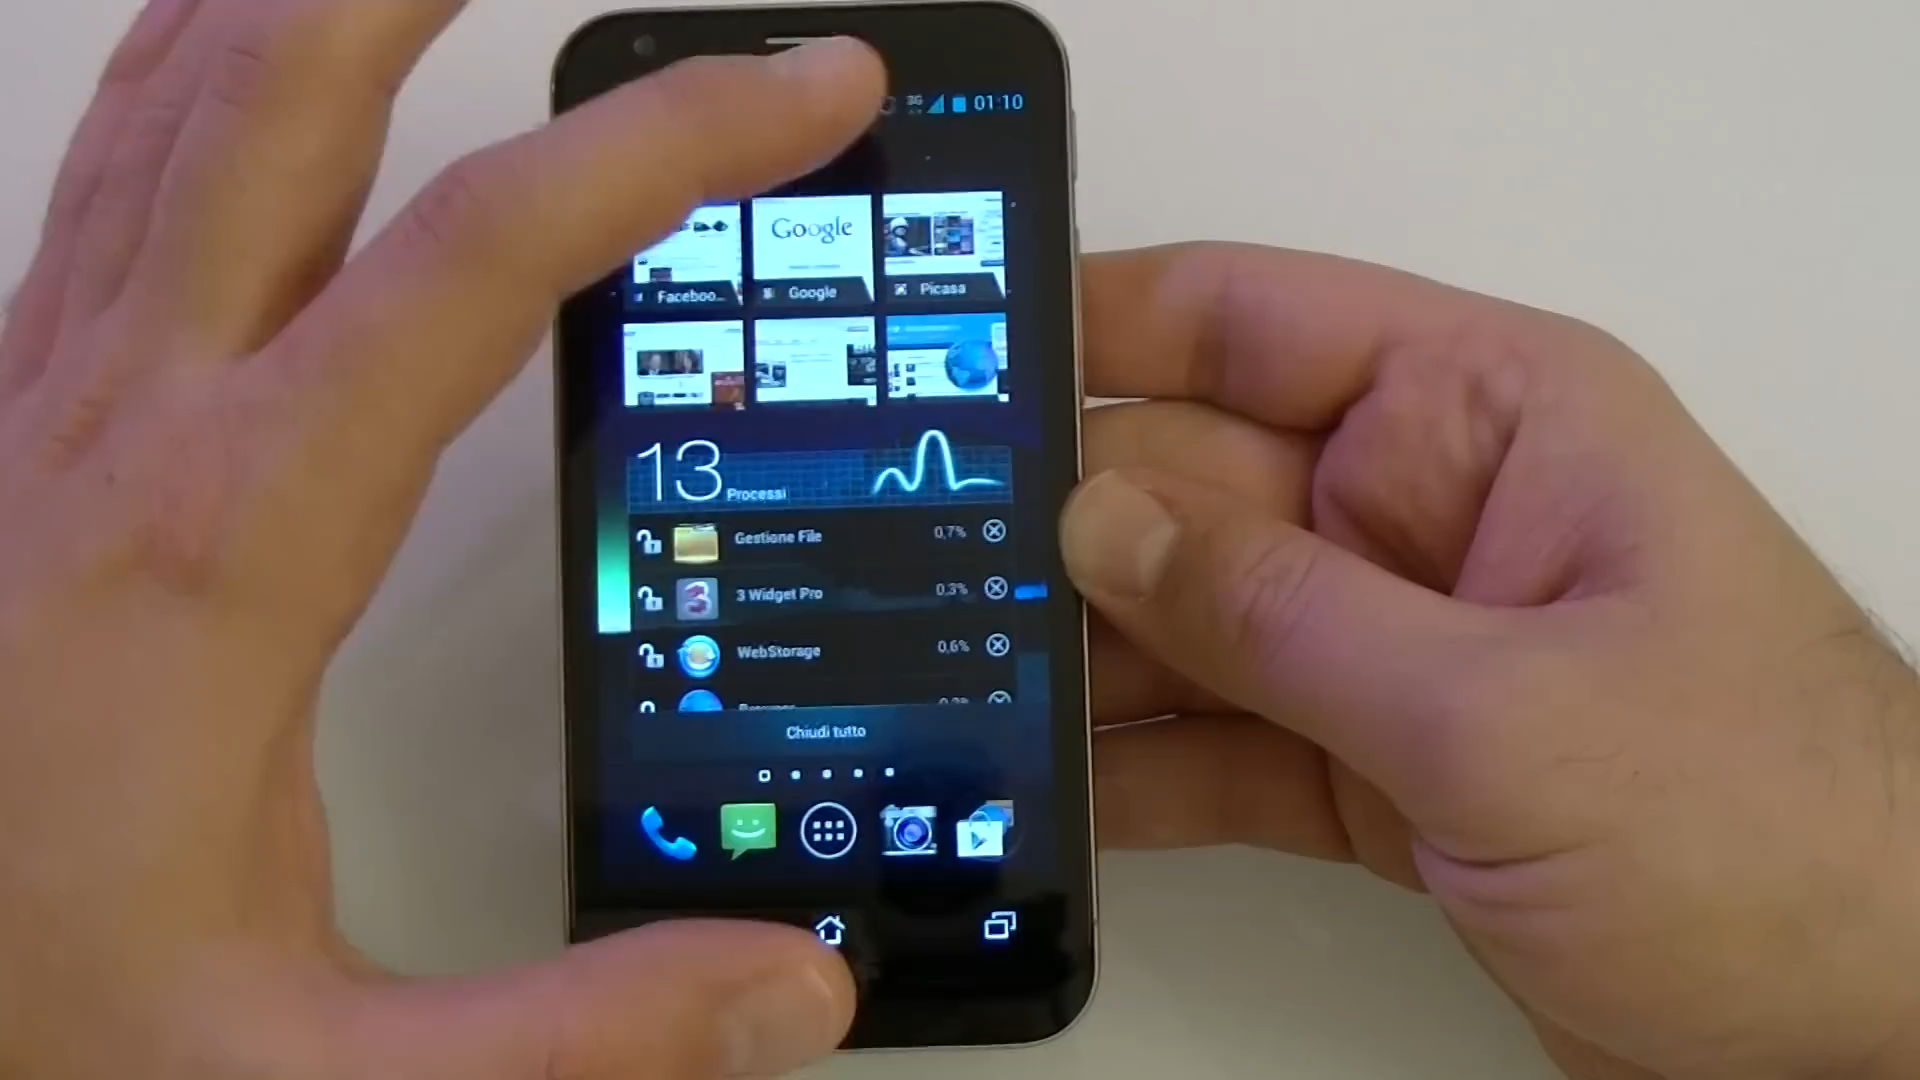 3G 01:10
Faceboo... Google Picasa
Google
13 Processi
Gestione File 0,7%
3 Widget Pro 0,3%
WebStorage 0,6%
Chiudi tutto